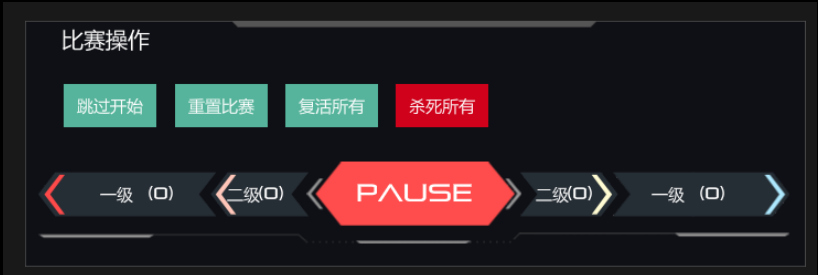 比赛操作
跳过开始 重置比赛 复活所有 杀死所有
一级 (0) 二级(0) PAUSE 二级(0) 一级 (0)